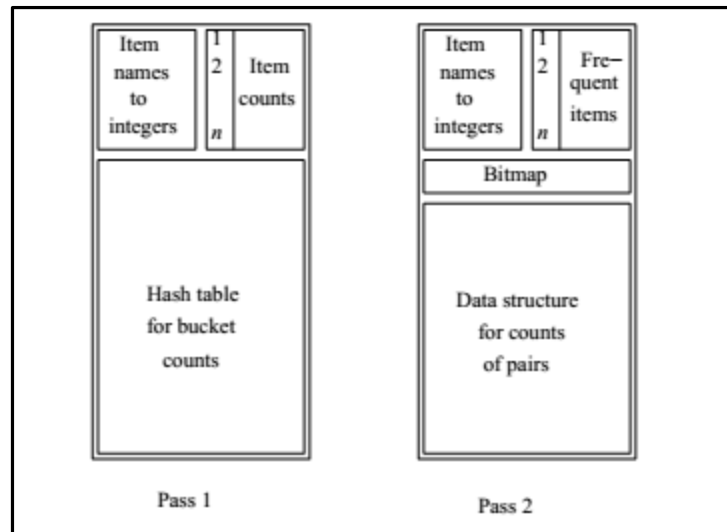 Item
names
to
integers
1
2
n
Item
counts
Hash table
for bucket
counts
Pass 1
Item
names
to
integers
1
2
n
Fre–
quent
items
Bitmap
Data structure
for counts
of pairs
Pass 2